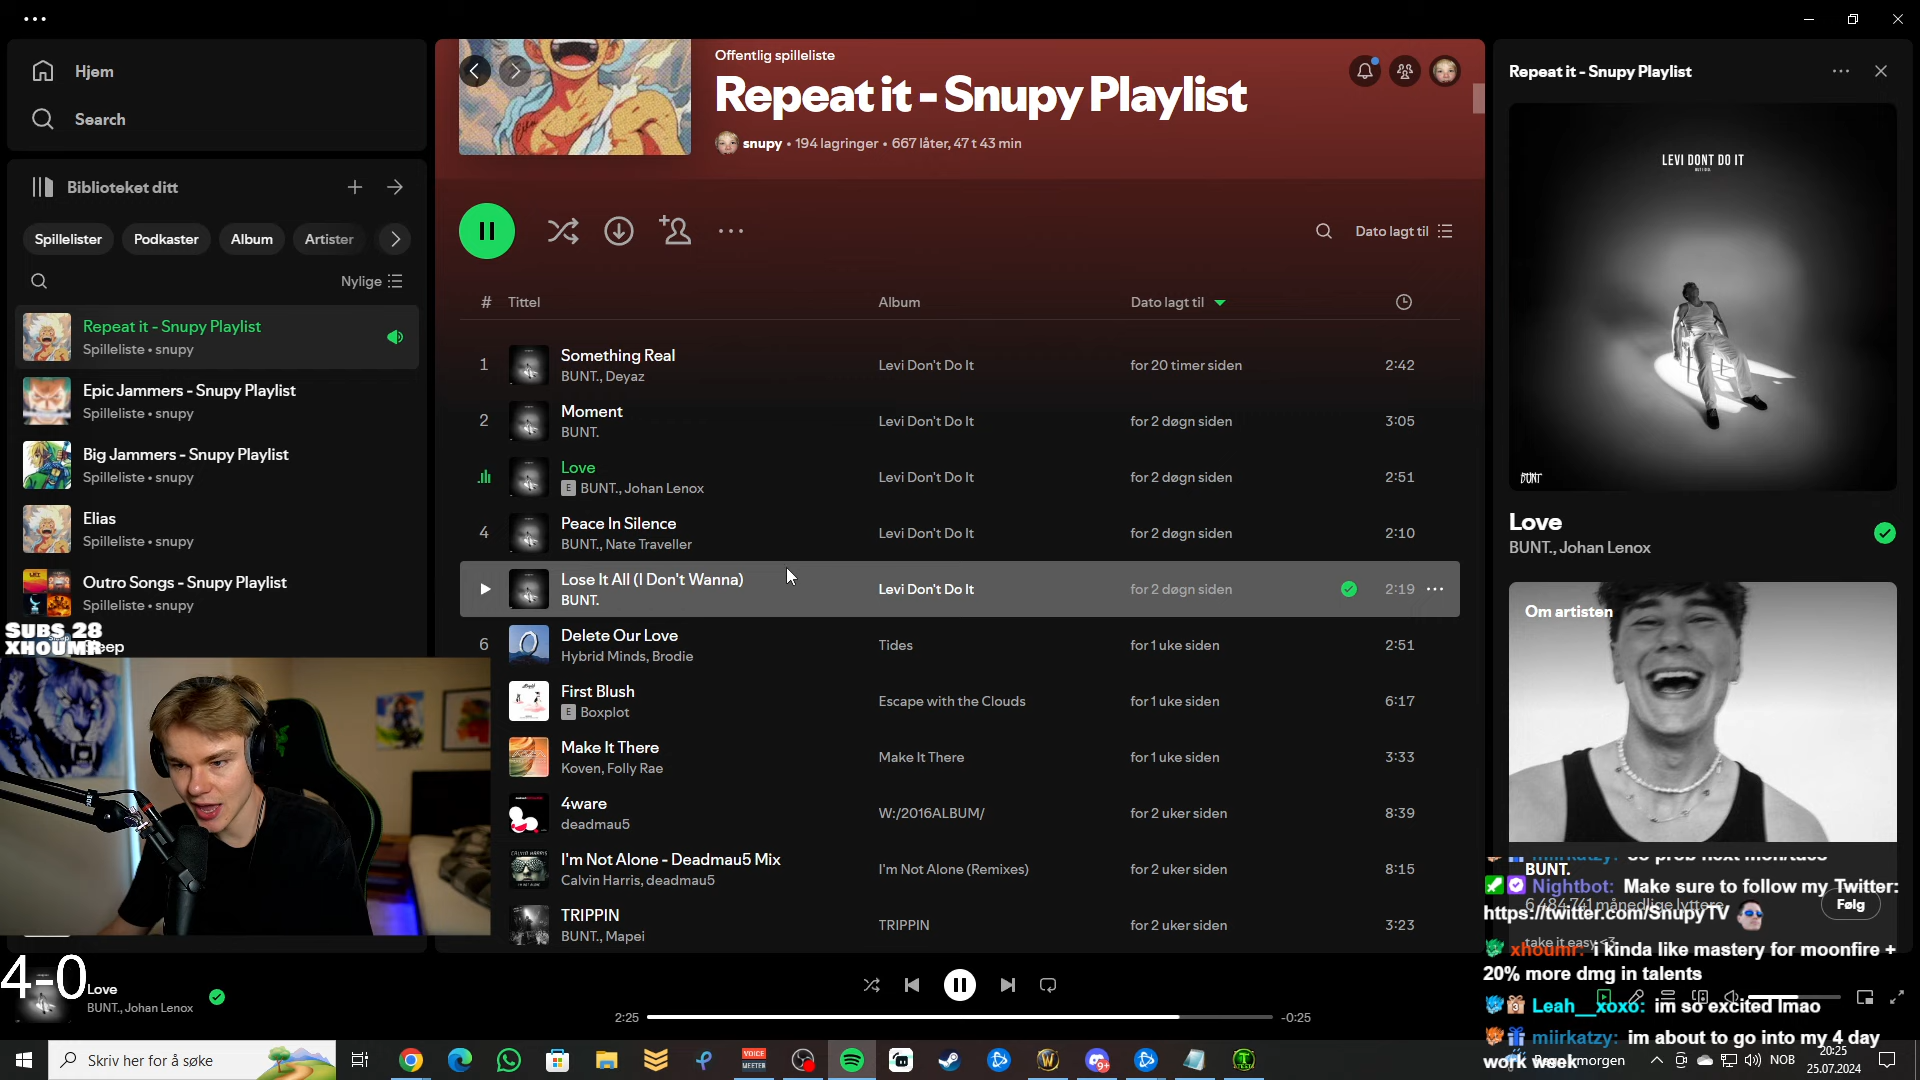 Hjem
Search
Biblioteket ditt
Spillelister
Podkaster
Album
Artister
Nylige
Repeat it - Snupy Playlist
Spilleliste • snupy
Epic Jammers - Snupy Playlist
Spilleliste • snupy
Big Jammers - Snupy Playlist
Spilleliste • snupy
Elias
Spilleliste • snupy
Outro Songs - Snupy Playlist
Spilleliste • snupy
SUBS 28
XHOUMR
Offentlig spilleliste
Repeat it - Snupy Playlist
snupy • 194 lagringer • 667 låter, 47 t 43 min
Dato lagt til
# Tittel Album Dato lagt til
1 Something Real Levi Don't Do It for 20 timer siden 2:42
BUNT., Deyaz
2 Moment Levi Don't Do It for 2 døgn siden 3:05
BUNT.
Love Levi Don't Do It for 2 døgn siden 2:51
E BUNT., Johan Lenox
4 Peace In Silence Levi Don't Do It for 2 døgn siden 2:10
BUNT., Nate Traveller
Lose It All (I Don't Wanna) Levi Don't Do It for 2 døgn siden 2:19
BUNT.
6 Delete Our Love Tides for 1 uke siden 2:51
Hybrid Minds, Brodie
First Blush Escape with the Clouds for 1 uke siden 6:17
E Boxplot
Make It There Make It There for 1 uke siden 3:33
Koven, Folly Rae
4ware W:/2016ALBUM/ for 2 uker siden 8:39
deadmau5
I'm Not Alone - Deadmau5 Mix I'm Not Alone (Remixes) for 2 uker siden 8:15
Calvin Harris, deadmau5
TRIPPIN TRIPPIN for 2 uker siden 3:23
BUNT., Mapei
Repeat it - Snupy Playlist
LEVI DONT DO IT
BUNT
Love
BUNT., Johan Lenox
Om artisten
BUNT.
6 484 741 månedlige lyttere
Følg
take it easy <3
Nightbot: Make sure to follow my Twitter:
https://twitter.com/SnupyTV
xhoumr: i kinda like mastery for moonfire +
20% more dmg in talents
Leah__xoxo: im so excited lmao
miirkatzy: im about to go into my 4 day
work week
4-0
Love
BUNT., Johan Lenox
2:25
-0:25
Skriv her for å søke
VOICE
MEETER
9+
NOB
20:25
25.07.2024